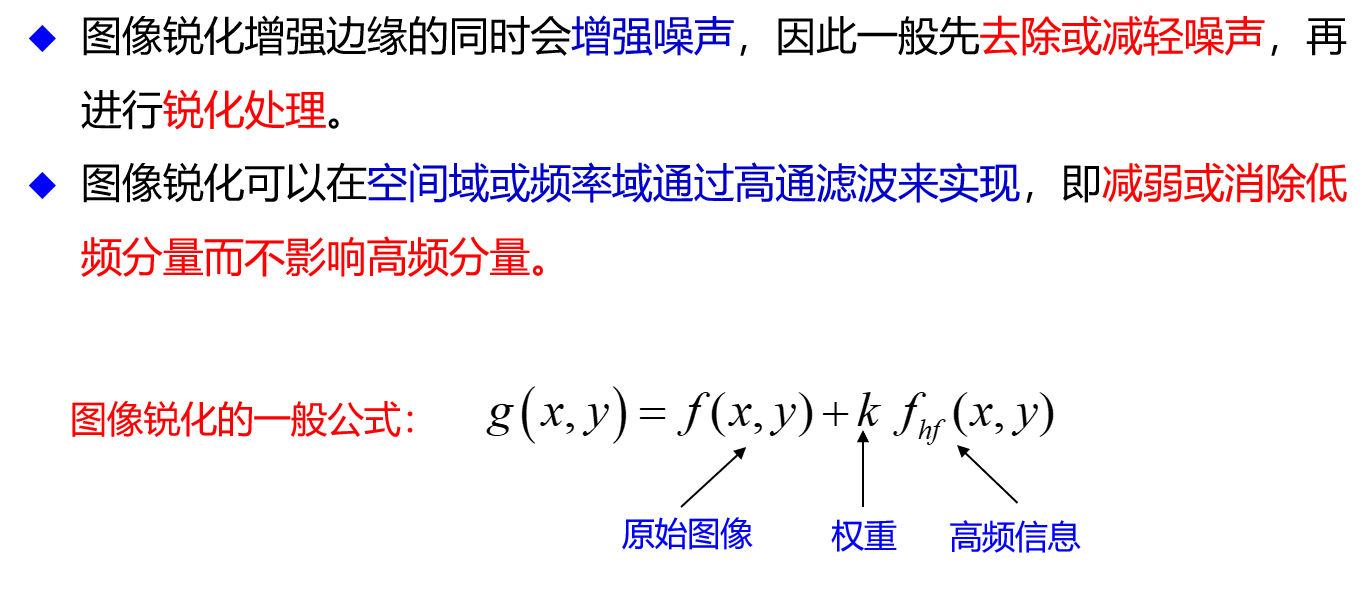 ◆ 图像锐化增强边缘的同时会增强噪声，因此一般先去除或减轻噪声，再
进行锐化处理。
◆ 图像锐化可以在空间域或频率域通过高通滤波来实现，即减弱或消除低
频分量而不影响高频分量。
图像锐化的一般公式： g(x, y) = f(x, y) + k f_{hf}(x, y)
原始图像 权重 高频信息